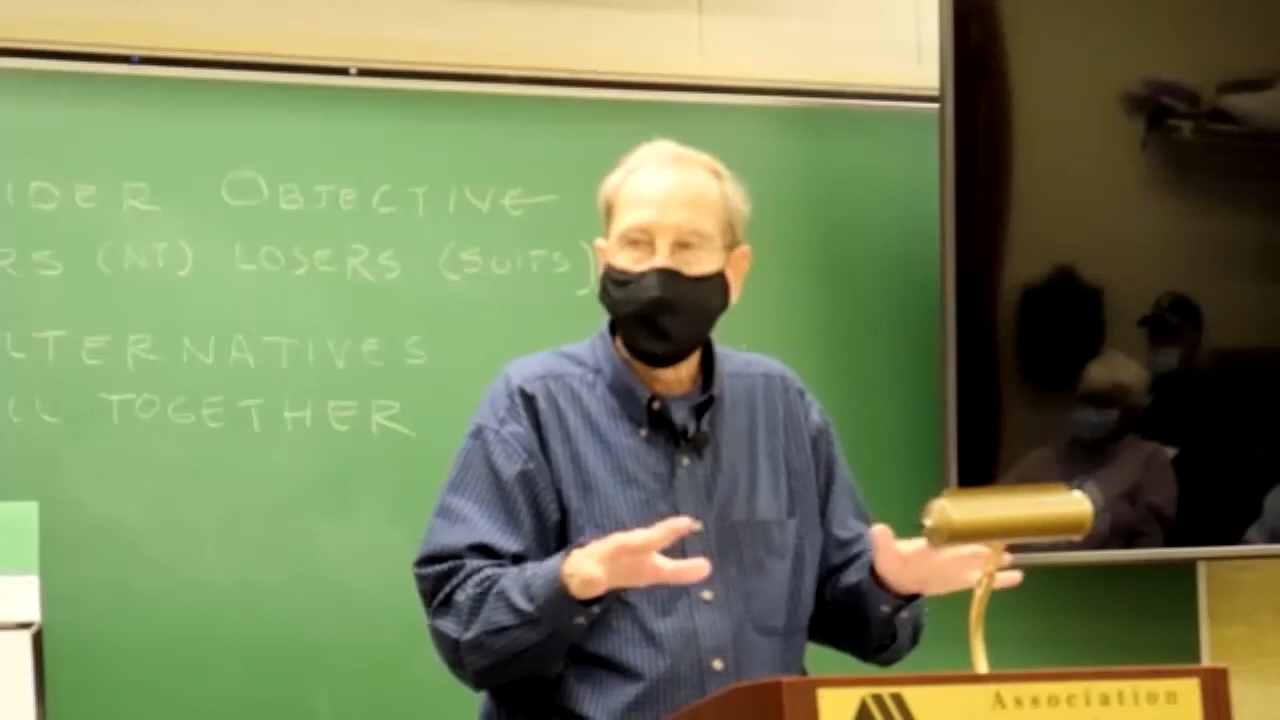 IDER OBJECTIVE
RS (NT) LOSERS (SUITS)
LTERNATIVES
LL TOGETHER
Association